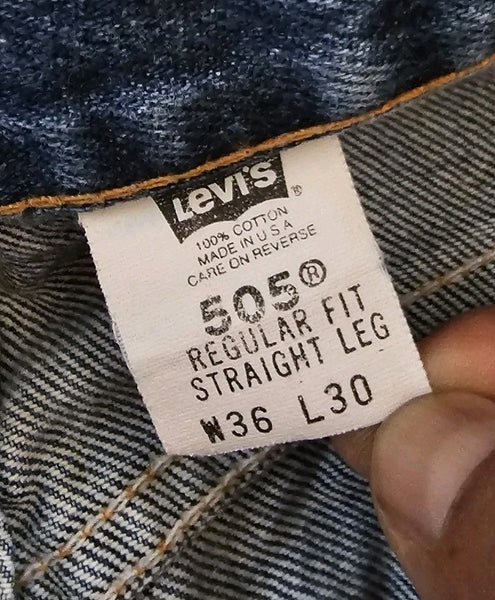 Levi's ®
100% COTTON
MADE IN U S A
CARE ON REVERSE
505®
REGULAR FIT
STRAIGHT LEG
W36 L30